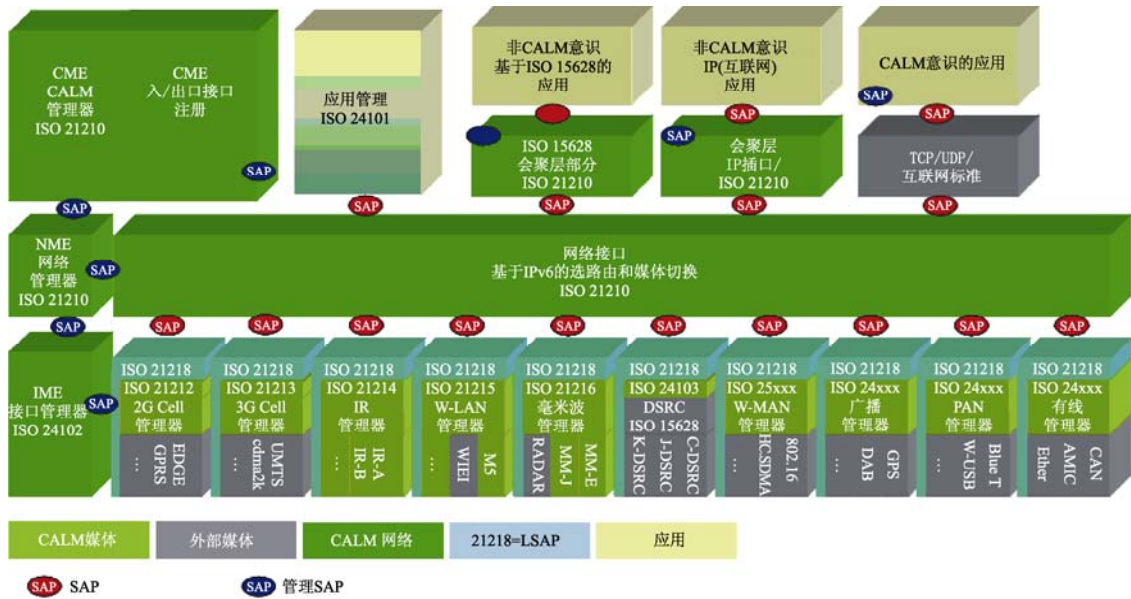 CME
CALM
管理器
ISO 21210
CME
入/出口接口
注册
SAP
应用管理
ISO 24101
非CALM意识
基于ISO 15628的
应用
非CALM意识
IP(互联网)
应用
CALM意识的应用
SAP
SAP
SAP
SAP
ISO 15628
会聚层部分
ISO 21210
会聚层
IP插口/
ISO 21210
TCP/UDP/
互联网标准
SAP
SAP
SAP
SAP
SAP
NME
网络
管理器
ISO 21210
SAP
网络接口
基于IPv6的选路由和媒体切换
ISO 21210
SAP
SAP
SAP
SAP
SAP
SAP
SAP
SAP
SAP
SAP
SAP
IME
接口管理器
ISO 24102
SAP
ISO 21218
ISO 21212
2G Cell
管理器
EDGE
GPRS
…
ISO 21218
ISO 21213
3G Cell
管理器
UMTS
cdma2k
…
ISO 21218
ISO 21214
IR
管理器
IR-A
IR-B
…
ISO 21218
ISO 21215
W-LAN
管理器
M5
WIEI
…
ISO 21218
ISO 21216
毫米波
管理器
MM-E
MM-J
RADAR
ISO 21218
ISO 24103
DSRC
ISO 15628
C-DSRC
J-DSRC
K-DSRC
ISO 21218
ISO 25xxx
W-MAN
管理器
802.16
HCSDMA
…
ISO 21218
ISO 24xxx
广播
管理器
GPS
DAB
…
ISO 21218
ISO 24xxx
PAN
管理器
Blue T
W-USB
…
ISO 21218
ISO 24xxx
有线
管理器
CAN
AMIC
Ether
CALM媒体
外部媒体
CALM 网络
21218=LSAP
应用
SAP SAP
SAP 管理SAP